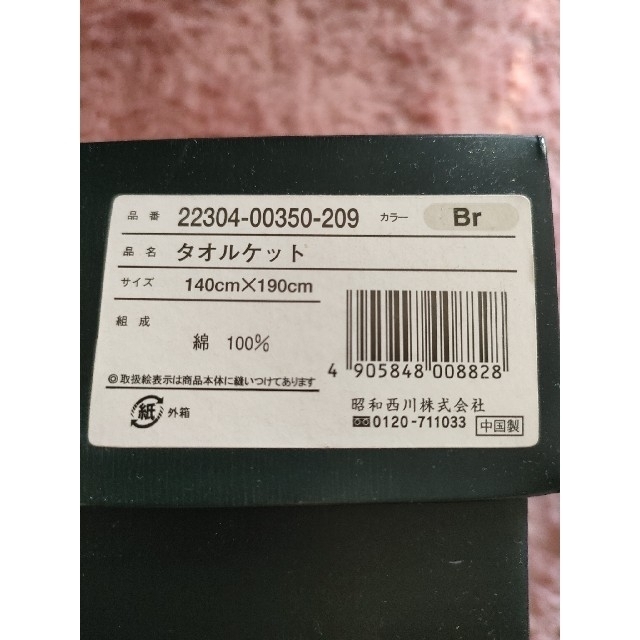 品番 22304-00350-209 カラー Br
品名 タオルケット
サイズ 140cm×190cm
組成
綿 100%
4 905848 008828
◎取扱絵表示は商品本体に縫いつけてあります
紙 外箱
昭和西川株式会社
0120-711033 中国製